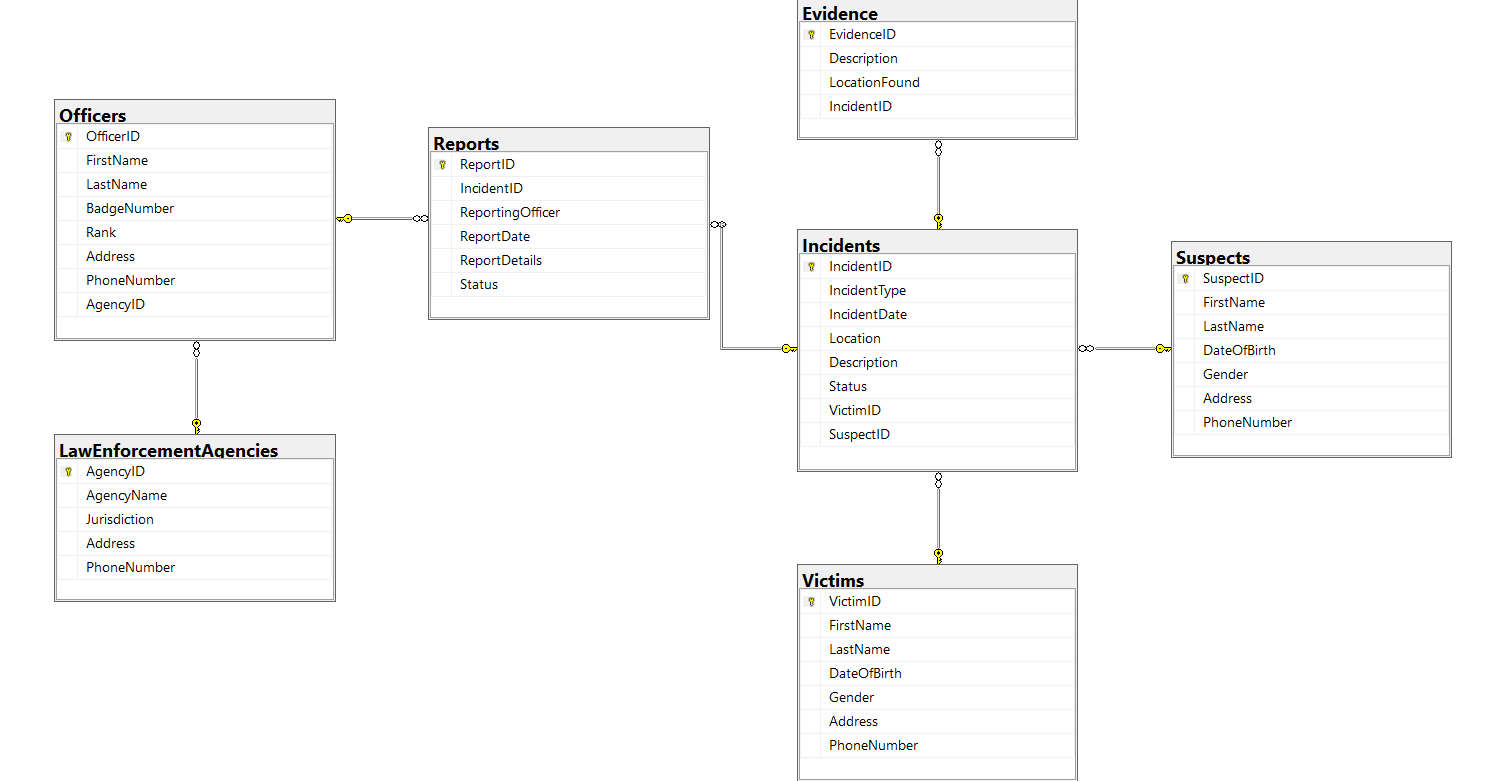 Evidence
EvidenceID
Description
LocationFound
IncidentID
Officers
OfficerID
FirstName
LastName
BadgeNumber
Rank
Address
PhoneNumber
AgencyID
Reports
ReportID
IncidentID
ReportingOfficer
ReportDate
ReportDetails
Status
Incidents
IncidentID
IncidentType
IncidentDate
Location
Description
Status
VictimID
SuspectID
Suspects
SuspectID
FirstName
LastName
DateOfBirth
Gender
Address
PhoneNumber
LawEnforcementAgencies
AgencyID
AgencyName
Jurisdiction
Address
PhoneNumber
Victims
VictimID
FirstName
LastName
DateOfBirth
Gender
Address
PhoneNumber